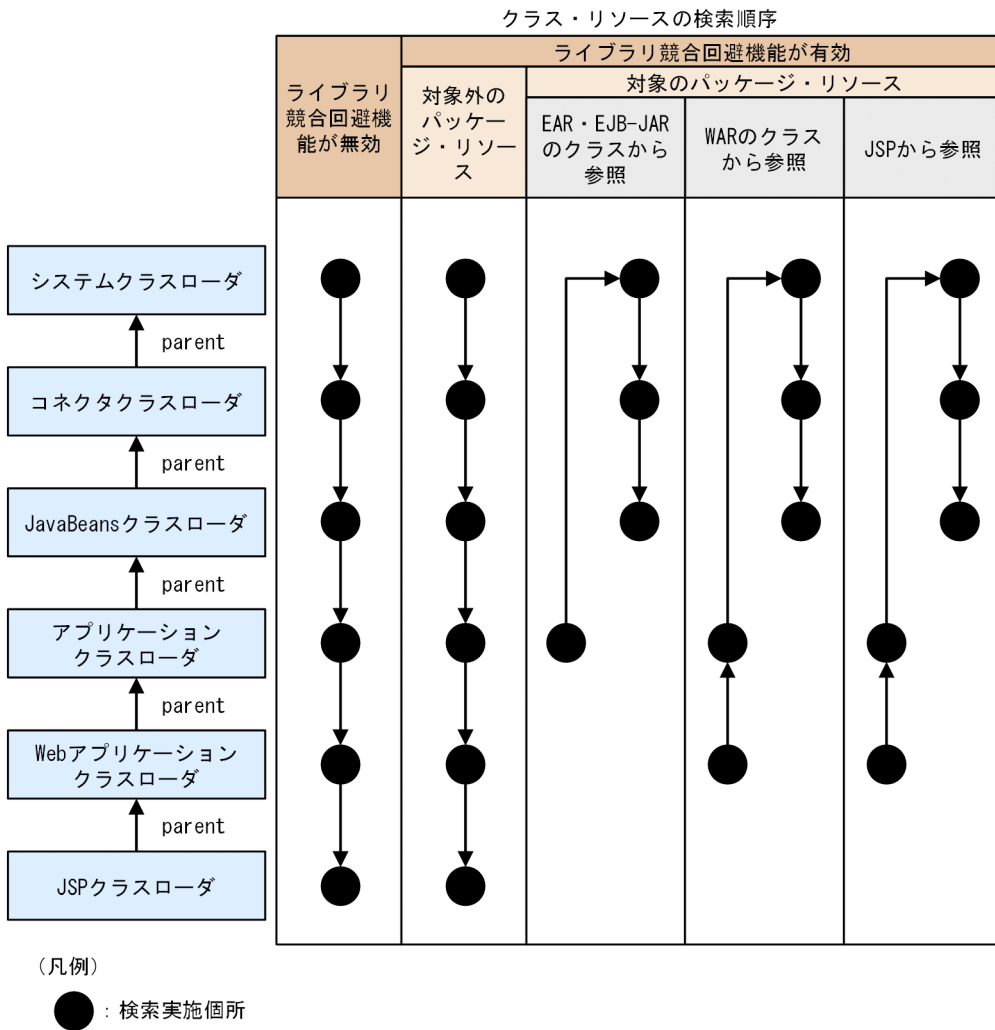 クラス・リソースの検索順序
ライブラリ競合回避機能が有効
ライブラリ
競合回避機
能が無効
対象外の
パッケー
ジ・リソー
ス
対象のパッケージ・リソース
EAR・EJB-JAR
のクラスから
参照
WARのクラス
から参照
JSPから参照
システムクラスローダ
parent
コネクタクラスローダ
parent
JavaBeansクラスローダ
parent
アプリケーション
クラスローダ
parent
Webアプリケーション
クラスローダ
parent
JSPクラスローダ
(凡例)
：検索実施個所